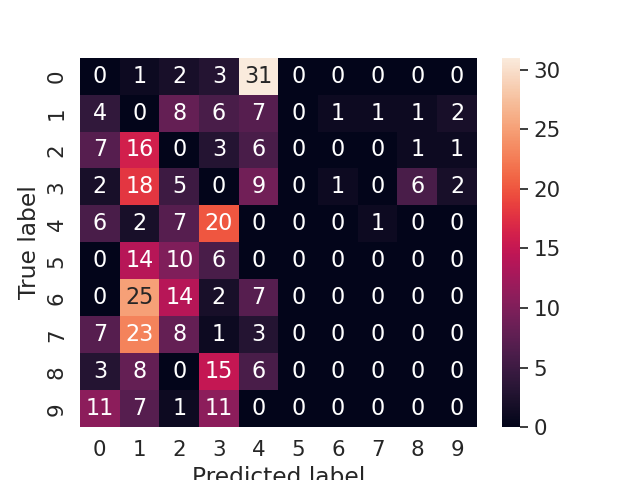 0 0 1 2 3 31 0 0 0 0 0 30
1 4 0 8 6 7 0 1 1 1 2 25
2 7 16 0 3 6 0 0 0 1 1
3 2 18 5 0 9 0 1 0 6 2 20
True label
4 6 2 7 20 0 0 0 1 0 0 15
5 0 14 10 6 0 0 0 0 0 0
6 0 25 14 2 7 0 0 0 0 0 10
7 7 23 8 1 3 0 0 0 0 0
8 3 8 0 15 6 0 0 0 0 0 5
9 11 7 1 11 0 0 0 0 0 0 0
0 1 2 3 4 5 6 7 8 9
Predicted label